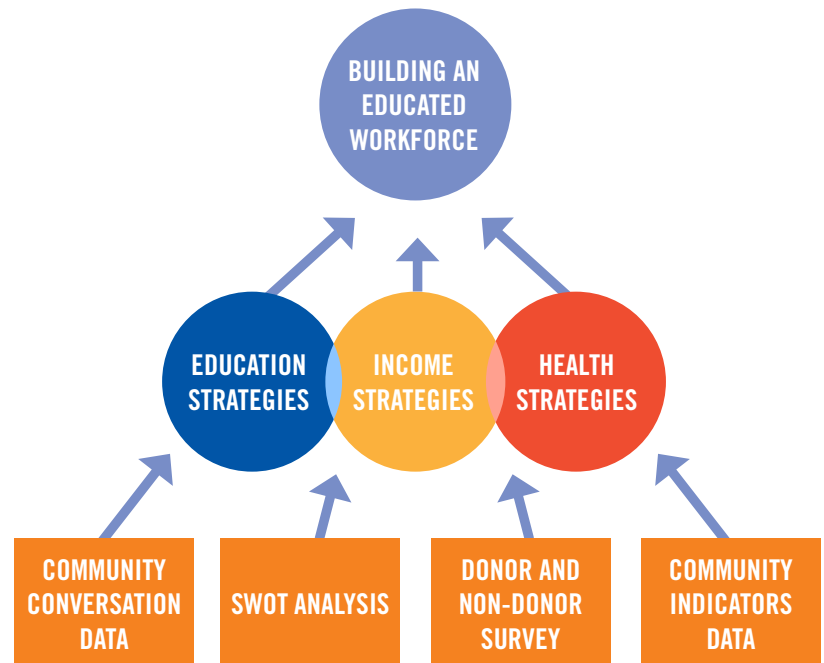 BUILDING AN
EDUCATED
WORKFORCE
EDUCATION
STRATEGIES
INCOME
STRATEGIES
HEALTH
STRATEGIES
COMMUNITY
CONVERSATION
DATA
SWOT ANALYSIS
DONOR AND
NON-DONOR
SURVEY
COMMUNITY
INDICATORS
DATA